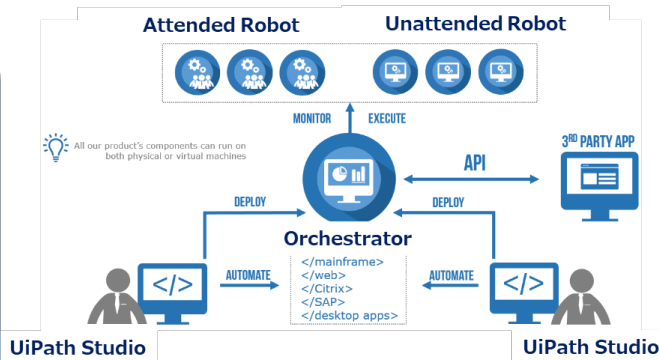 Attended Robot
Unattended Robot
MONITOR
EXECUTE
All our product's components can run on
both physical or virtual machines
3RD PARTY APP
API
DEPLOY
DEPLOY
Orchestrator
</>
AUTOMATE
</mainframe>
</web>
</Citrix>
</SAP>
</desktop apps>
AUTOMATE
</>
UiPath Studio
UiPath Studio